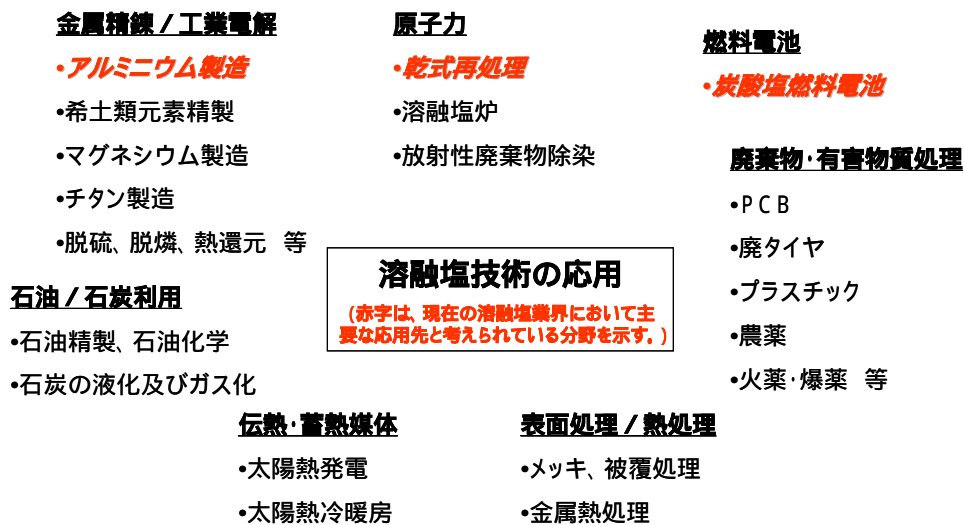 金属精錬／工業電解
•アルミニウム製造
•希土類元素精製
•マグネシウム製造
•チタン製造
•脱硫、脱燐、熱還元　等
原子力
•乾式再処理
•溶融塩炉
•放射性廃棄物除染
燃料電池
•炭酸塩燃料電池
廃棄物・有害物質処理
•ＰＣＢ
•廃タイヤ
•プラスチック
•農薬
•火薬・爆薬　等
溶融塩技術の応用
(赤字は、現在の溶融塩業界において主
要な応用先と考えられている分野を示す。)
石油／石炭利用
•石油精製、石油化学
•石炭の液化及びガス化
伝熱・蓄熱媒体
•太陽熱発電
•太陽熱冷暖房
表面処理／熱処理
•メッキ、被覆処理
•金属熱処理